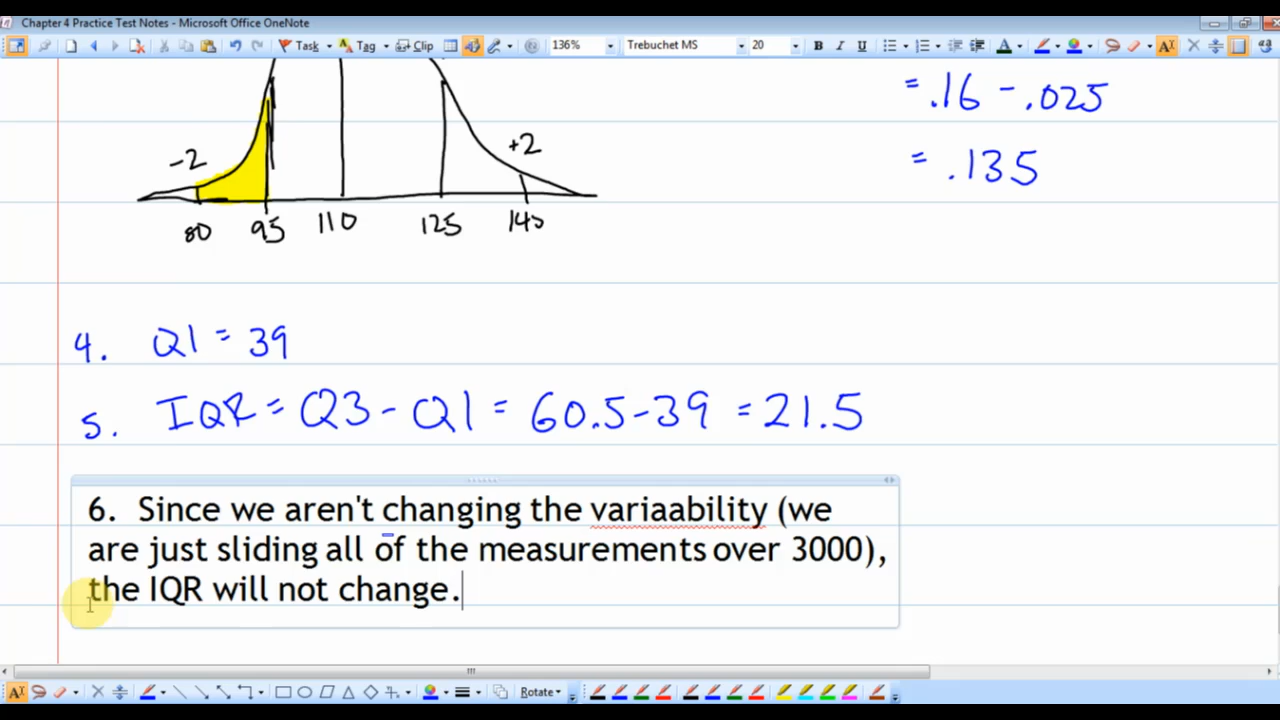 Chapter 4 Practice Test Notes - Microsoft Office OneNote
Task Tag Clip 136% Trebuchet MS 20 B I U A
= .16 - .025
= .135
-2 +2
80 95 110 125 140
4. Q1 = 39
5. IQR = Q3 - Q1 = 60.5-39 = 21.5
6. Since we aren't changing the variaability (we
are just sliding all of the measurements over 3000),
the IQR will not change.
Rotate